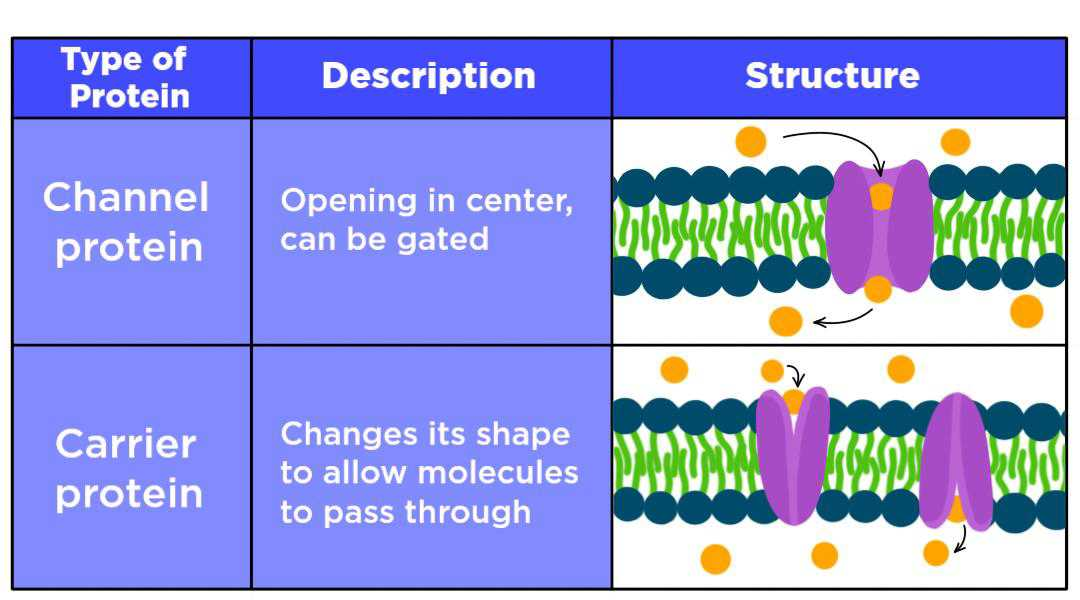 Type of
Protein
Description
Structure
Channel
protein
Opening in center,
can be gated
Carrier
protein
Changes its shape
to allow molecules
to pass through